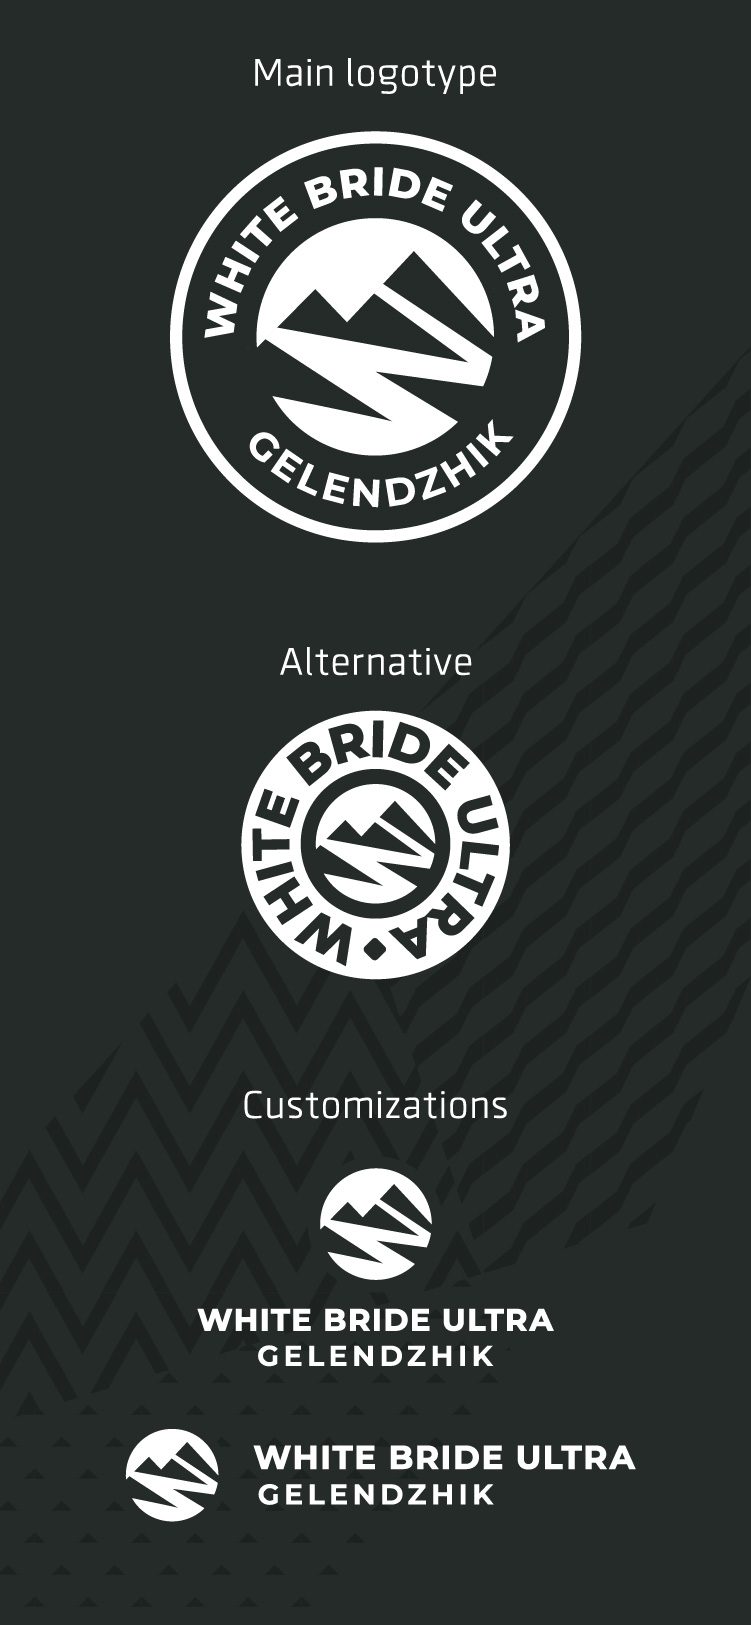 Main logotype
WHITE BRIDE ULTRA
GELENDZHIK
Alternative
WHITE BRIDE ULTRA •
Customizations
WHITE BRIDE ULTRA
GELENDZHIK
WHITE BRIDE ULTRA
GELENDZHIK